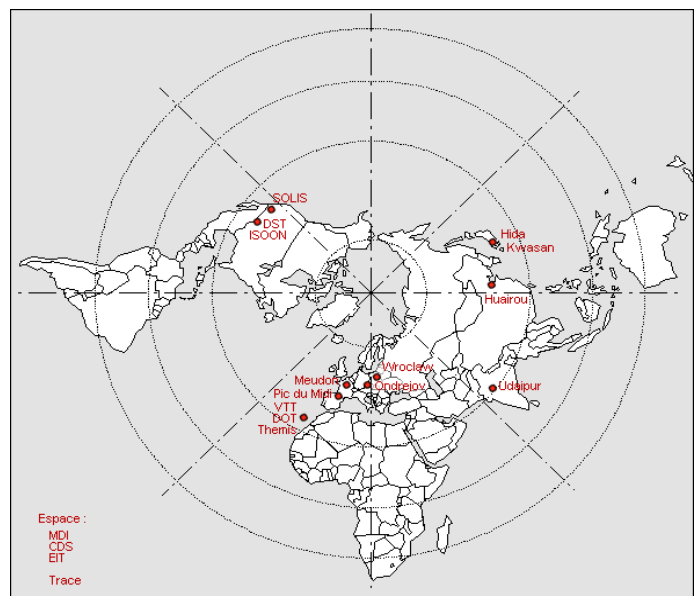 SOLIS
DST
ISOON
Hida
Kwasan
Huairou
Wroclaw
Meudon
Ondrejov
Pic du Midi
Udaipur
VTT
DOT
Themis
Espace :
MDI
CDS
EIT
Trace